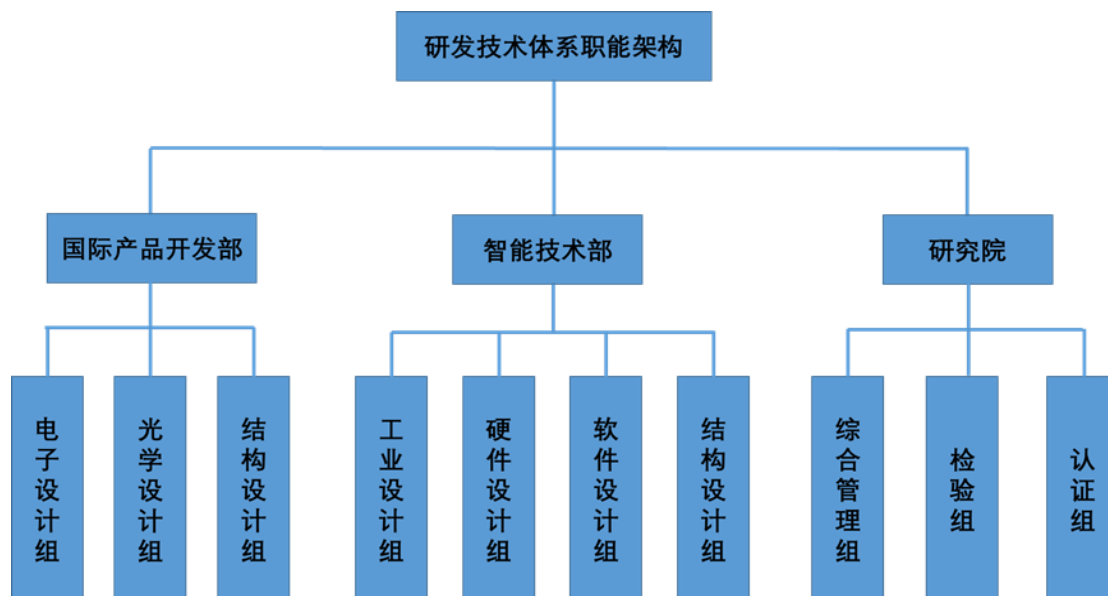 研发技术体系职能架构
国际产品开发部
智能技术部
研究院
电子设计组
光学设计组
结构设计组
工业设计组
硬件设计组
软件设计组
结构设计组
综合管理组
检验组
认证组